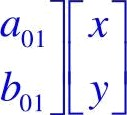 a₀₁ ] [ x
b₀₁ ] [ y ]